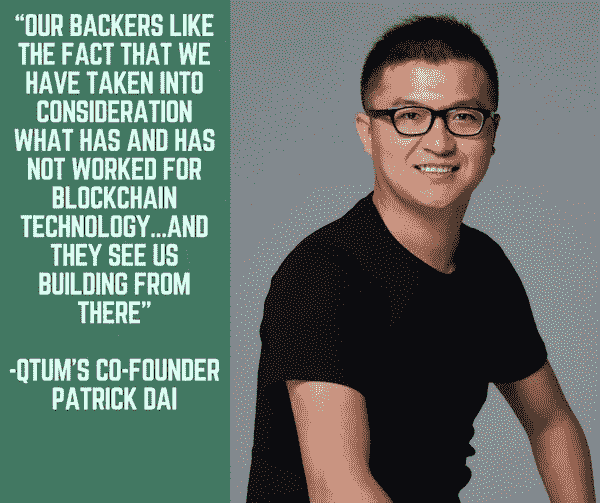 “OUR BACKERS LIKE
THE FACT THAT WE
HAVE TAKEN INTO
CONSIDERATION
WHAT HAS AND HAS
NOT WORKED FOR
BLOCKCHAIN
TECHNOLOGY...AND
THEY SEE US
BUILDING FROM
THERE”
-QTUM'S CO-FOUNDER
PATRICK DAI